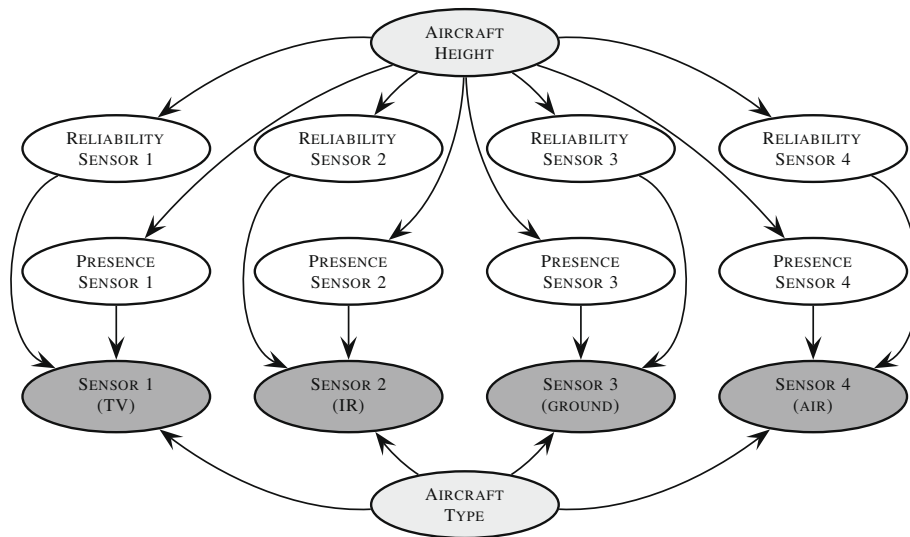 AIRCRAFT
HEIGHT
RELIABILITY
SENSOR 1
RELIABILITY
SENSOR 2
RELIABILITY
SENSOR 3
RELIABILITY
SENSOR 4
PRESENCE
SENSOR 1
PRESENCE
SENSOR 2
PRESENCE
SENSOR 3
PRESENCE
SENSOR 4
SENSOR 1
(TV)
SENSOR 2
(IR)
SENSOR 3
(GROUND)
SENSOR 4
(AIR)
AIRCRAFT
TYPE